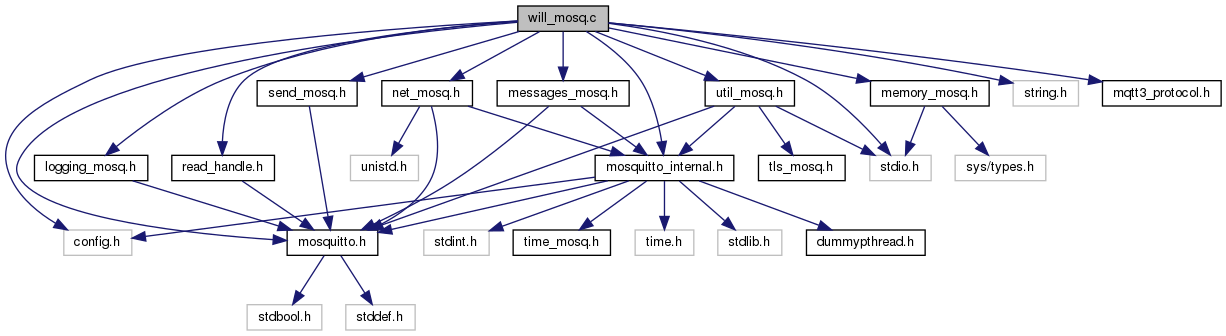 will_mosq.c
send_mosq.h
net_mosq.h
messages_mosq.h
util_mosq.h
memory_mosq.h
string.h
mqtt3_protocol.h
logging_mosq.h
read_handle.h
unistd.h
mosquitto_internal.h
tls_mosq.h
stdio.h
sys/types.h
config.h
mosquitto.h
stdint.h
time_mosq.h
time.h
stdlib.h
dummypthread.h
stdbool.h
stddef.h